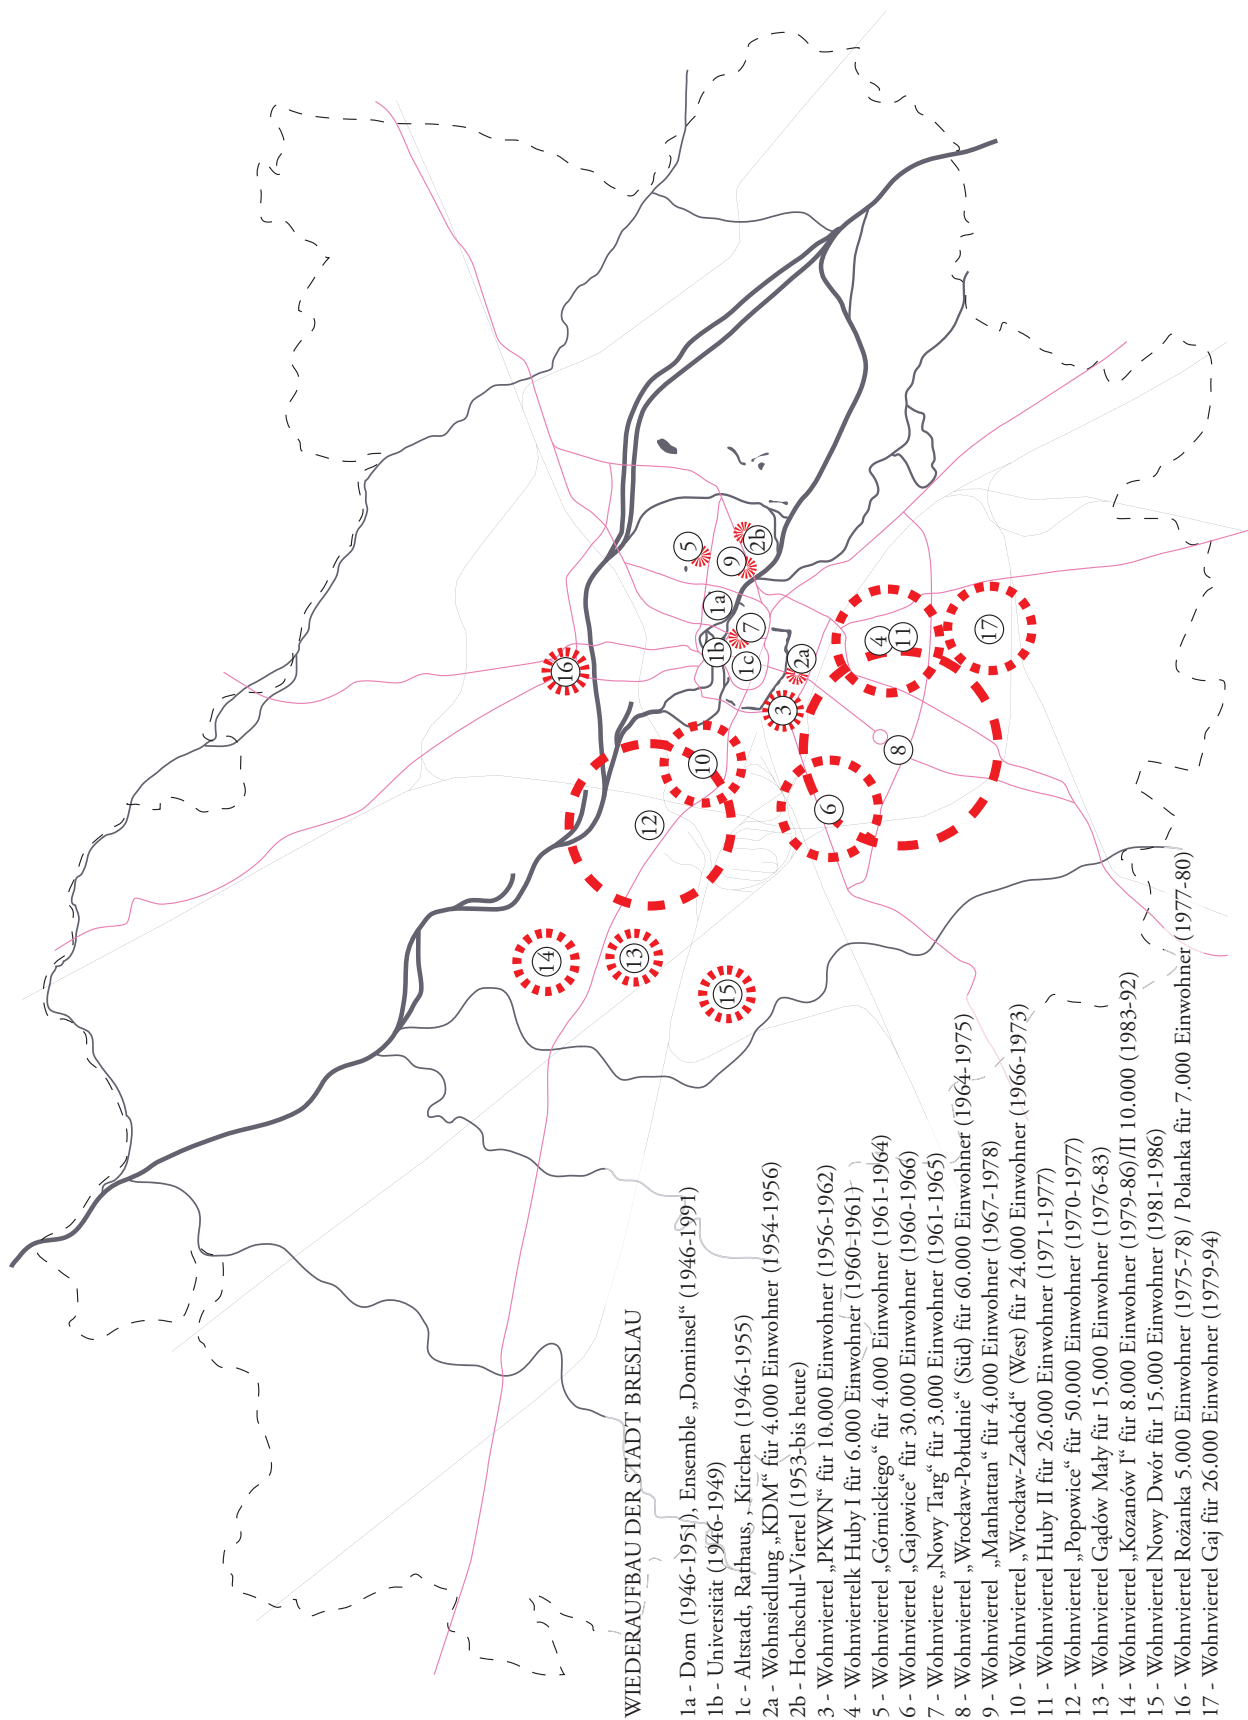 WIEDERAUFBAU DER STADT BRESLAU
1a - Dom (1946-1951), Ensemble „Dominsel“ (1946-1991)
1b - Universität (1946-1949)
1c - Altstadt, Rathaus, „Kirchen (1946-1955)
2a - Wohnsiedlung „KDM“ für 4.000 Einwohner (1954-1956)
2b - Hochschul-Viertel (1953-bis heute)
3 - Wohnviertel „PKWN“ für 10.000 Einwohner (1956-1962)
4 - Wohnviertelk Huby I für 6.000 Einwohner (1960-1961)
5 - Wohnviertel „Górnickiego“ für 4.000 Einwohner (1961-1964)
6 - Wohnviertel „Gajowice“ für 30.000 Einwohner (1960-1966)
7 - Wohnvierte „Nowy Targ“ für 3.000 Einwohner (1961-1965)
8 - Wohnviertel „ Wrocław-Południe“ (Süd) für 60.000 Einwohner (1964-1975)
9 - Wohnviertel „Manhattan“ für 4.000 Einwohner (1967-1978)
10 - Wohnviertel „ Wrocław-Zachód“ (West) für 24.000 Einwohner (1966-1973)
11 - Wohnviertel Huby II für 26.000 Einwohner (1971-1977)
12 - Wohnviertel „Popowice“ für 50.000 Einwohner (1970-1977)
13 - Wohnviertel Gądów Mały für 15.000 Einwohner (1976-83)
14 - Wohnviertel „Kozanów I“ für 8.000 Einwohner (1979-86)/II 10.000 (1983-92)
15 - Wohnviertel Nowy Dwór für 15.000 Einwohner (1981-1986)
16 - Wohnviertel Rożanka 5.000 Einwohner (1975-78) / Polanka für 7.000 Einwohner (1977-80)
17 - Wohnviertel Gaj für 26.000 Einwohner (1979-94)
14
16
13
12
5
10
1b
1a
15
9
1c
7
2b
3
2a
6
4
8
11
17